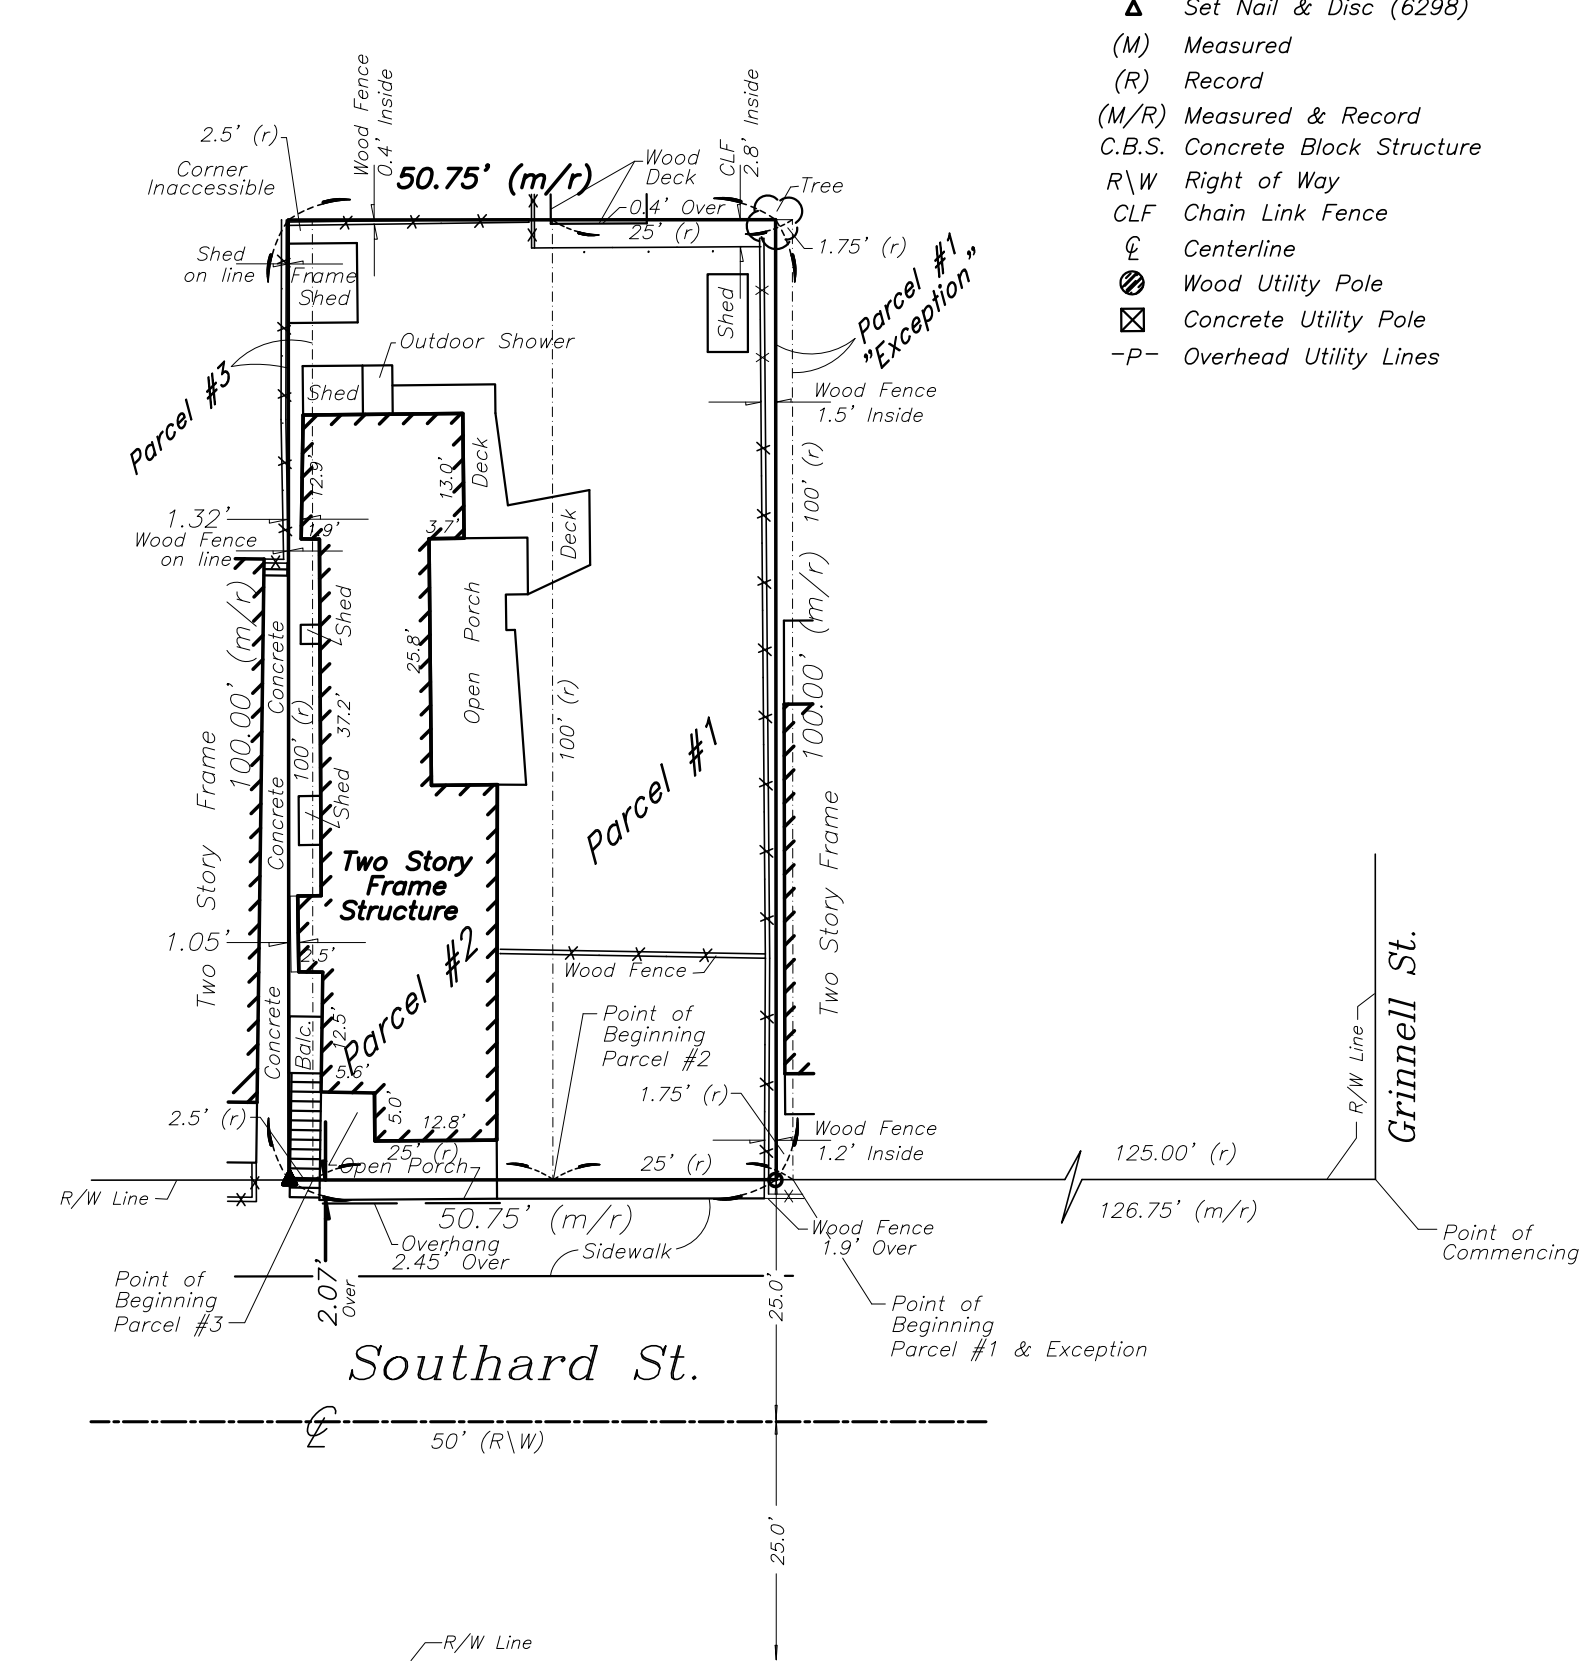 Set Nail & Disc (6298)
(M) Measured
(R) Record
(M/R) Measured & Record
C.B.S. Concrete Block Structure
R\W Right of Way
CLF Chain Link Fence
℄ Centerline
Wood Utility Pole
Concrete Utility Pole
-P- Overhead Utility Lines
2.5' (r)
Corner
Inaccessible
Wood Fence
0.4' Inside
50.75' (m/r)
Wood
Deck
0.4' Over
25' (r)
CLF
2.8' Inside
Tree
1.75' (r)
Shed
on line
Frame
Shed
Shed
Parcel #1
"Exception"
Outdoor Shower
Shed
Parcel #3
Wood Fence
1.5' Inside
Deck
12.9'
13.0'
100' (r)
1.32'
1.9'
3.7'
Wood Fence
on line
Deck
100.00' (m/r)
Concrete
Shed
25.8'
Open Porch
100.00' (m/r)
100' (r)
37.2'
100' (r)
Two Story Frame
Concrete
Shed
Parcel #1
Two Story
Frame
Structure
Two Story Frame
1.05'
2.5'
Parcel #2
Wood Fence
Grinnell St.
R/W Line
Concrete
Balc.
12.5'
Point of
Beginning
Parcel #2
5.6'
5.0'
12.8'
2.5' (r)
1.75' (r)
Wood Fence
1.2' Inside
25' (r)
Open Porch
25' (r)
125.00' (r)
R/W Line
50.75' (m/r)
126.75' (m/r)
Overhang
2.45' Over
Sidewalk
Wood Fence
1.9' Over
Point of
Commencing
Point of
Beginning
Parcel #3
2.07'
Over
25.0'
Point of
Beginning
Parcel #1 & Exception
Southard St.
℄
50' (R\W)
25.0'
R/W Line